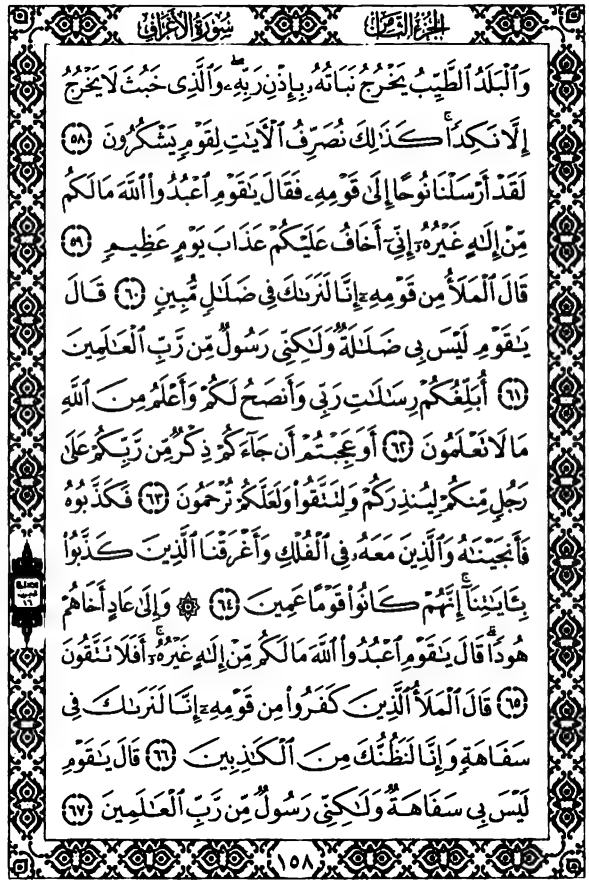 الجزء الثامن سورة الأعراف
وَٱلْبَلَدُ ٱلطَّيِّبُ يَخْرُجُ نَبَاتُهُۥ بِإِذْنِ رَبِّهِۦۖ وَٱلَّذِى خَبُثَ لَا يَخْرُجُ
إِلَّا نَكِدًاۚ كَذَٰلِكَ نُصَرِّفُ ٱلْءَايَٰتِ لِقَوْمٍ يَشْكُرُونَ ٥٨
لَقَدْ أَرْسَلْنَا نُوحًا إِلَىٰ قَوْمِهِۦ فَقَالَ يَٰقَوْمِ ٱعْبُدُوا۟ ٱللَّهَ مَا لَكُم
مِّنْ إِلَٰهٍ غَيْرُهُۥٓ إِنِّىٓ أَخَافُ عَلَيْكُمْ عَذَابَ يَوْمٍ عَظِيمٍ ٥٩
قَالَ ٱلْمَلَأُ مِن قَوْمِهِۦٓ إِنَّا لَنَرَىٰكَ فِى ضَلَٰلٍ مُّبِينٍ ٦٠ قَالَ
يَٰقَوْمِ لَيْسَ بِى ضَلَٰلَةٌ وَلَٰكِنِّى رَسُولٌ مِّن رَّبِّ ٱلْعَٰلَمِينَ
٦١ أُبَلِّغُكُمْ رِسَٰلَٰتِ رَبِّى وَأَنصَحُ لَكُمْ وَأَعْلَمُ مِنَ ٱللَّهِ
مَا لَا تَعْلَمُونَ ٦٢ أَوَعَجِبْتُمْ أَن جَآءَكُمْ ذِكْرٌ مِّن رَّبِّكُمْ عَلَىٰ
رَجُلٍ مِّنكُمْ لِيُنذِرَكُمْ وَلِتَتَّقُوا۟ وَلَعَلَّكُمْ تُرْحَمُونَ ٦٣ فَكَذَّبُوهُ
فَأَنجَيْنَٰهُ وَٱلَّذِينَ مَعَهُۥ فِى ٱلْفُلْكِ وَأَغْرَقْنَا ٱلَّذِينَ كَذَّبُوا۟
بِـَٔايَٰتِنَآۚ إِنَّهُمْ كَانُوا۟ قَوْمًا عَمِينَ ٦٤ ۞ وَإِلَىٰ عَادٍ أَخَاهُمْ
هُودًاۗ قَالَ يَٰقَوْمِ ٱعْبُدُوا۟ ٱللَّهَ مَا لَكُم مِّنْ إِلَٰهٍ غَيْرُهُۥٓۚ أَفَلَا تَتَّقُونَ
٦٥ قَالَ ٱلْمَلَأُ ٱلَّذِينَ كَفَرُوا۟ مِن قَوْمِهِۦٓ إِنَّا لَنَرَىٰكَ فِى
سَفَاهَةٍ وَإِنَّا لَنَظُنُّكَ مِنَ ٱلْكَٰذِبِينَ ٦٦ قَالَ يَٰقَوْمِ
لَيْسَ بِى سَفَاهَةٌ وَلَٰكِنِّى رَسُولٌ مِّن رَّبِّ ٱلْعَٰلَمِينَ ٦٧
١٥٨